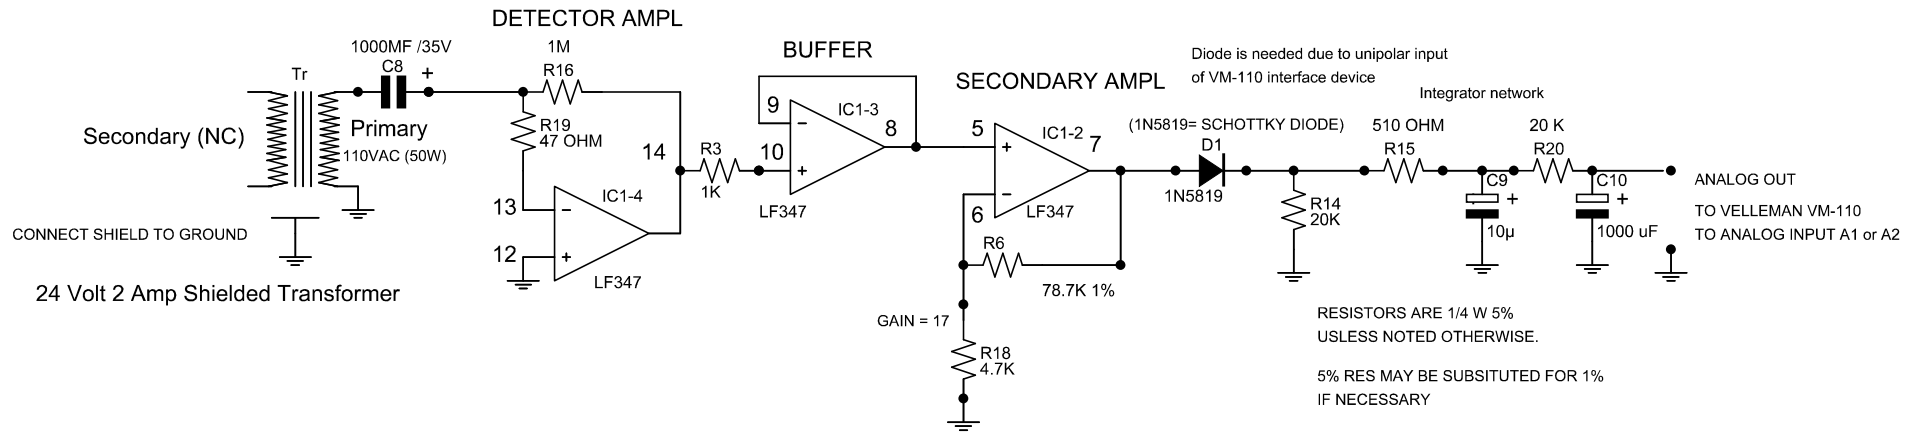 DETECTOR AMPL
1000MF /35V
C8
+
1M
R16
Tr
Secondary (NC)
Primary
110VAC (50W)
R19
47 OHM
14
13
12
IC1-4
LF347
-
+
CONNECT SHIELD TO GROUND
24 Volt 2 Amp Shielded Transformer
BUFFER
R3
1K
9
10
8
IC1-3
LF347
-
+
SECONDARY AMPL
5
6
7
IC1-2
LF347
+
-
R6
78.7K 1%
GAIN = 17
R18
4.7K
Diode is needed due to unipolar input
of VM-110 interface device
(1N5819= SCHOTTKY DIODE)
D1
1N5819
R14
20K
Integrator network
510 OHM
R15
20 K
R20
C9
+
10µ
C10
+
1000 uF
ANALOG OUT
TO VELLEMAN VM-110
TO ANALOG INPUT A1 or A2
RESISTORS ARE 1/4 W 5%
USLESS NOTED OTHERWISE.
5% RES MAY BE SUBSITUTED FOR 1%
IF NECESSARY